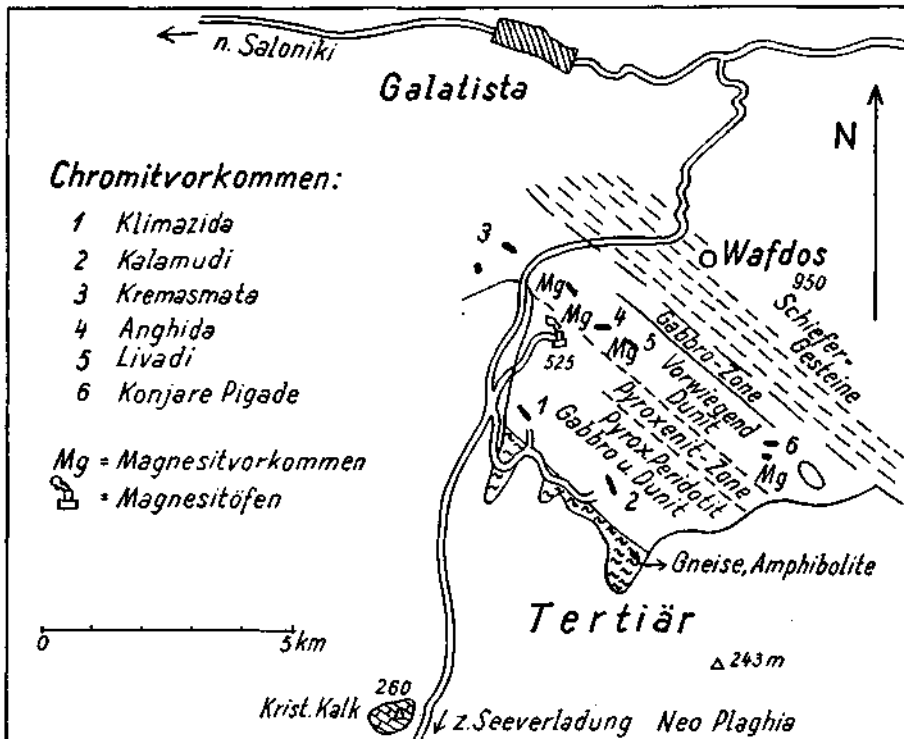 n. Saloniki
Galatista
N
Chromitvorkommen:
1 Klimazida
2 Kalamudi
3 Kremasmata
4 Anghida
5 Livadi
6 Konjare Pigade
Mg = Magnesitvorkommen
= Magnesitöfen
0 5 km
3
Wafdos
950
Mg
Mg
4
5
Mg
525
Schiefer-
Gesteine
Gabbro-Zone
Vorwiegend
Dunit
Pyroxenit-Zone
Pyrox.Peridotit
Gabbro u. Dunit
1
2
6
Mg
Gneise, Amphibolite
Tertiär
243 m
260
Krist. Kalk
z. Seeverladung Neo Plaghia